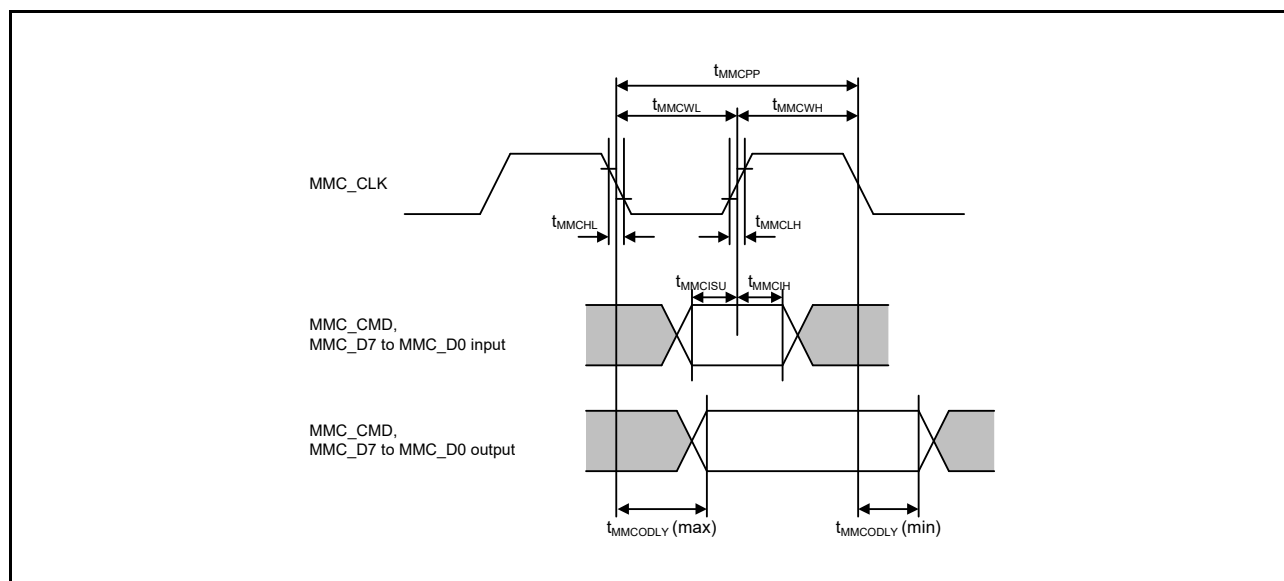 tMMCPP
tMMCWL
tMMCWH
MMC_CLK
tMMCHL
tMMCLH
tMMCISU
tMMCIH
MMC_CMD,
MMC_D7 to MMC_D0 input
MMC_CMD,
MMC_D7 to MMC_D0 output
tMMCODLY (max)
tMMCODLY (min)